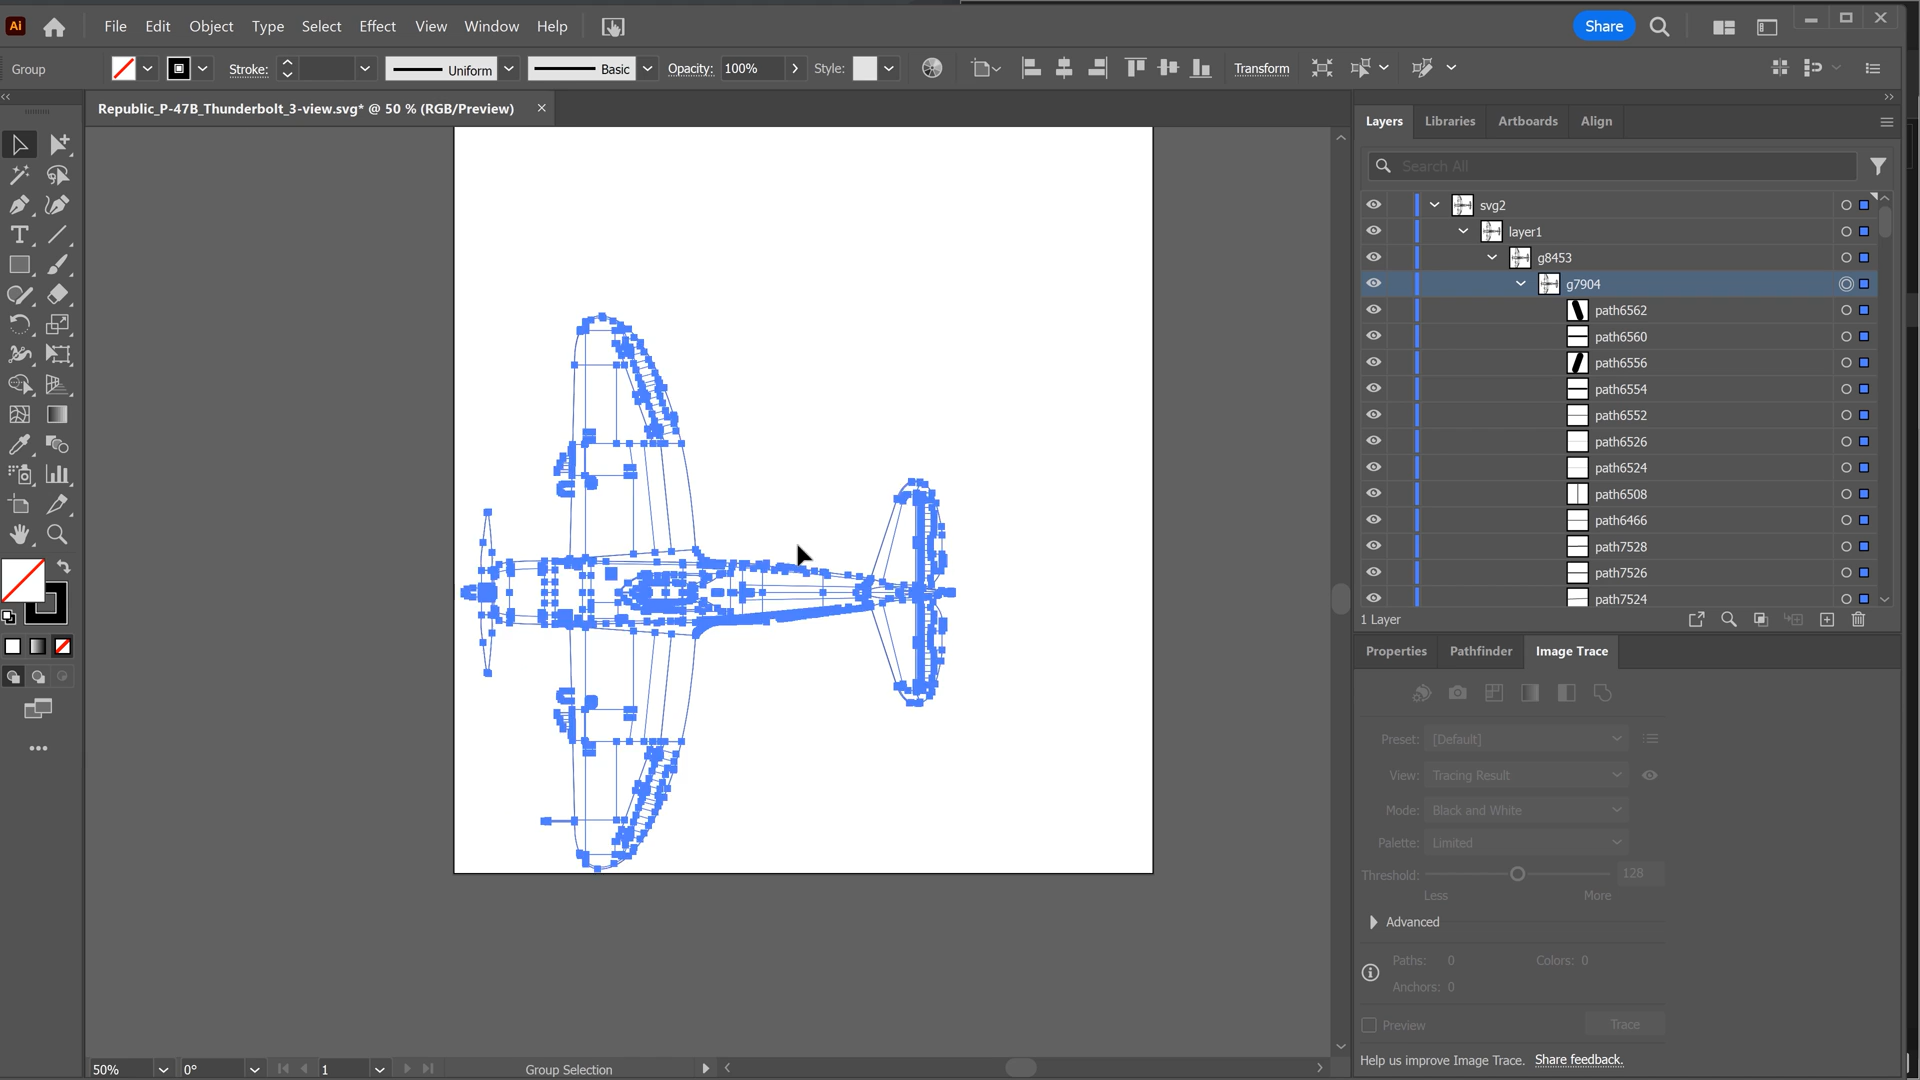 Ai File Edit Object Type Select Effect View Window Help Share
Group Stroke: Uniform Basic Opacity: 100% Style: Transform
Republic_P-47B_Thunderbolt_3-view.svg* @ 50 % (RGB/Preview)
Layers Libraries Artboards Align
Search All
svg2
layer1
g8453
g7904
path6562
path6560
path6556
path6554
path6552
path6526
path6524
path6508
path6466
path7528
path7526
path7524
1 Layer
Properties Pathfinder Image Trace
Preset: [Default]
View: Tracing Result
Mode: Black and White
Palette: Limited
Threshold: 128
Less More
Advanced
Paths: 0 Colors: 0
Anchors: 0
Preview Trace
Help us improve Image Trace. Share feedback.
50% 0° 1 Group Selection